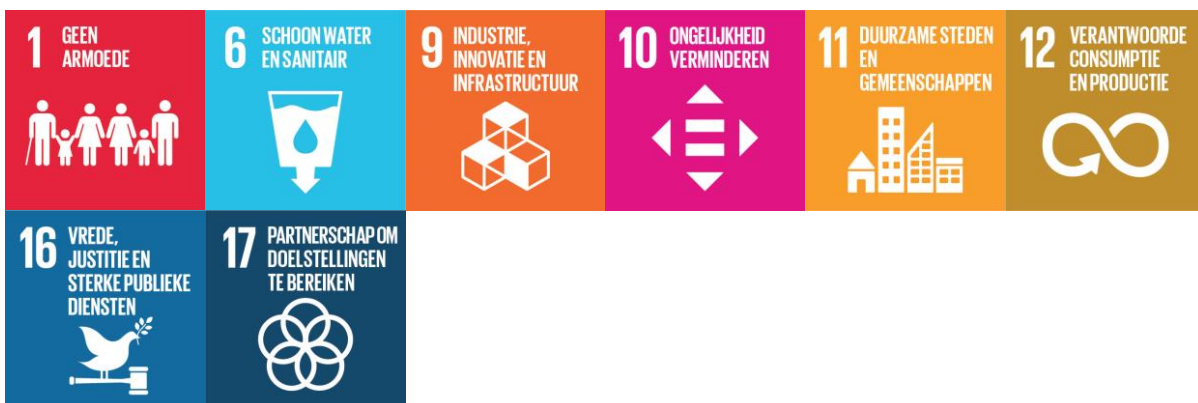 1 GEEN
ARMOEDE
6 SCHOON WATER
EN SANITAIR
9 INDUSTRIE,
INNOVATIE EN
INFRASTRUCTUUR
10 ONGELIJKHEID
VERMINDEREN
11 DUURZAME STEDEN
EN
GEMEENSCHAPPEN
12 VERANTWOORDE
CONSUMPTIE
EN PRODUCTIE
16 VREDE,
JUSTITIE EN
STERKE PUBLIEKE
DIENSTEN
17 PARTNERSCHAP OM
DOELSTELLINGEN
TE BEREIKEN